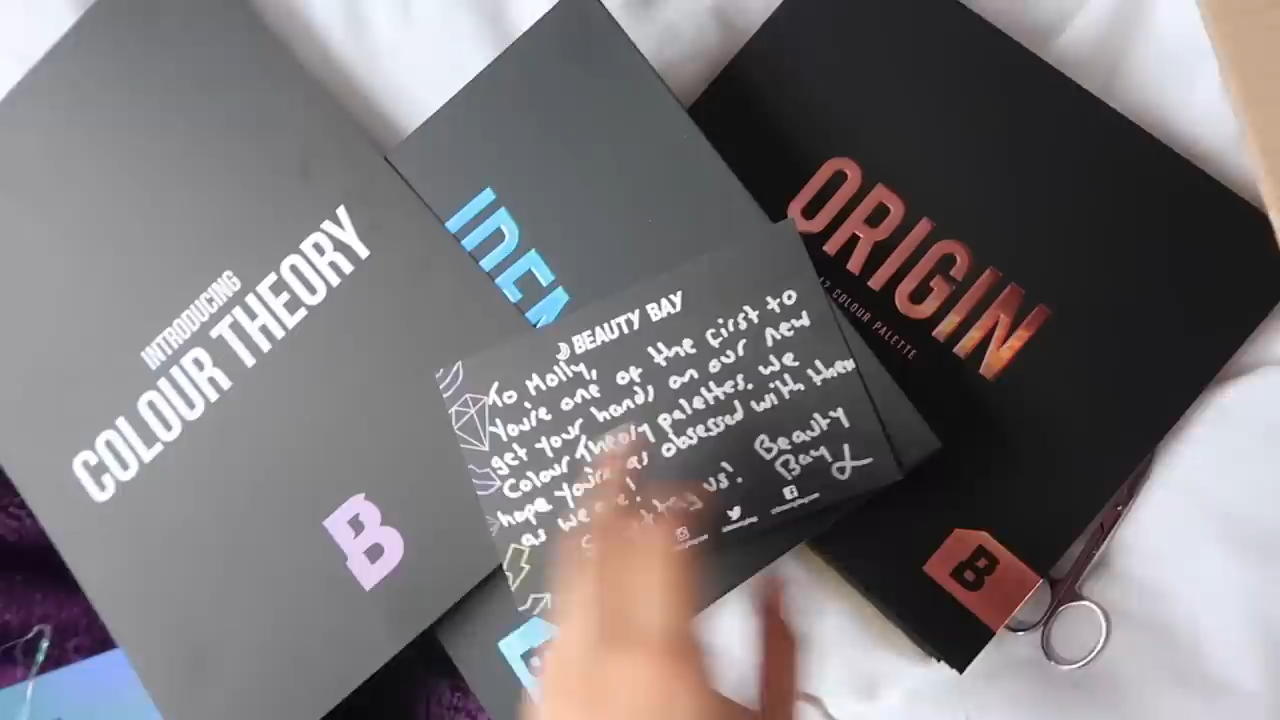 INTRODUCING
COLOUR THEORY
B
IDEN
ORIGIN
42 COLOUR PALETTE
B
BEAUTY BAY
To Molly,
You're one of the first to
get your hands on our new
Colour Theory palettes. We
hope you're as obsessed with them
as we are!
us!
Beauty
Bay